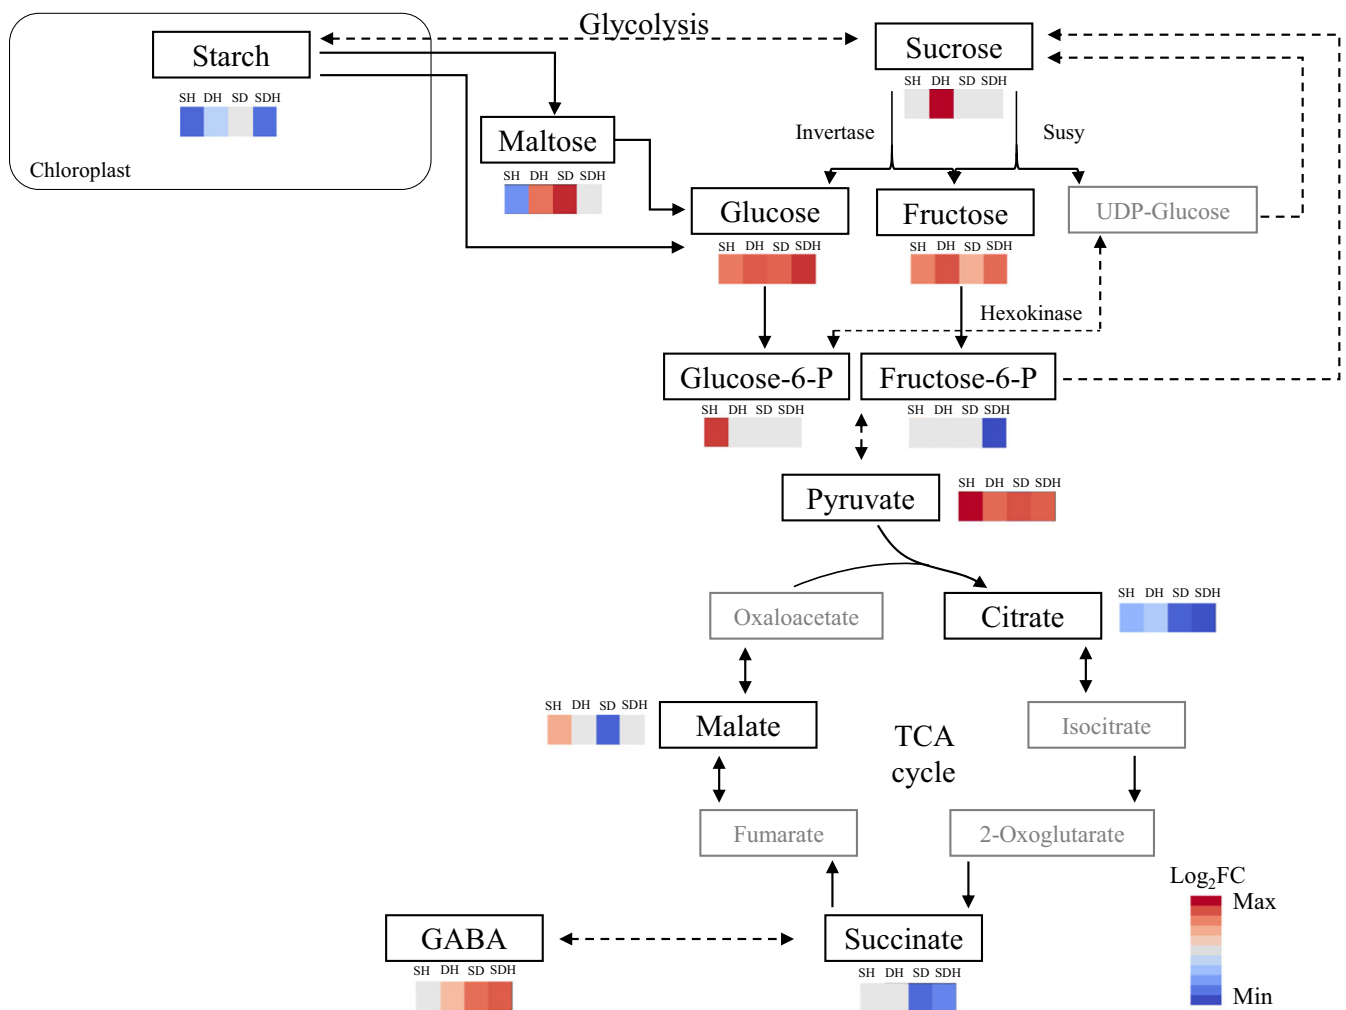 Glycolysis
Starch
Sucrose
SH DH SD SDH
SH DH SD SDH
Chloroplast
Maltose
Invertase
Susy
SH DH SD SDH
Glucose
Fructose
UDP-Glucose
SH DH SD SDH
SH DH SD SDH
Hexokinase
Glucose-6-P
Fructose-6-P
SH DH SD SDH
SH DH SD SDH
Pyruvate
SH DH SD SDH
Oxaloacetate
Citrate
SH DH SD SDH
SH DH SD SDH
Malate
TCA
cycle
Isocitrate
Fumarate
2-Oxoglutarate
Log₂FC
Max
Min
GABA
Succinate
SH DH SD SDH
SH DH SD SDH